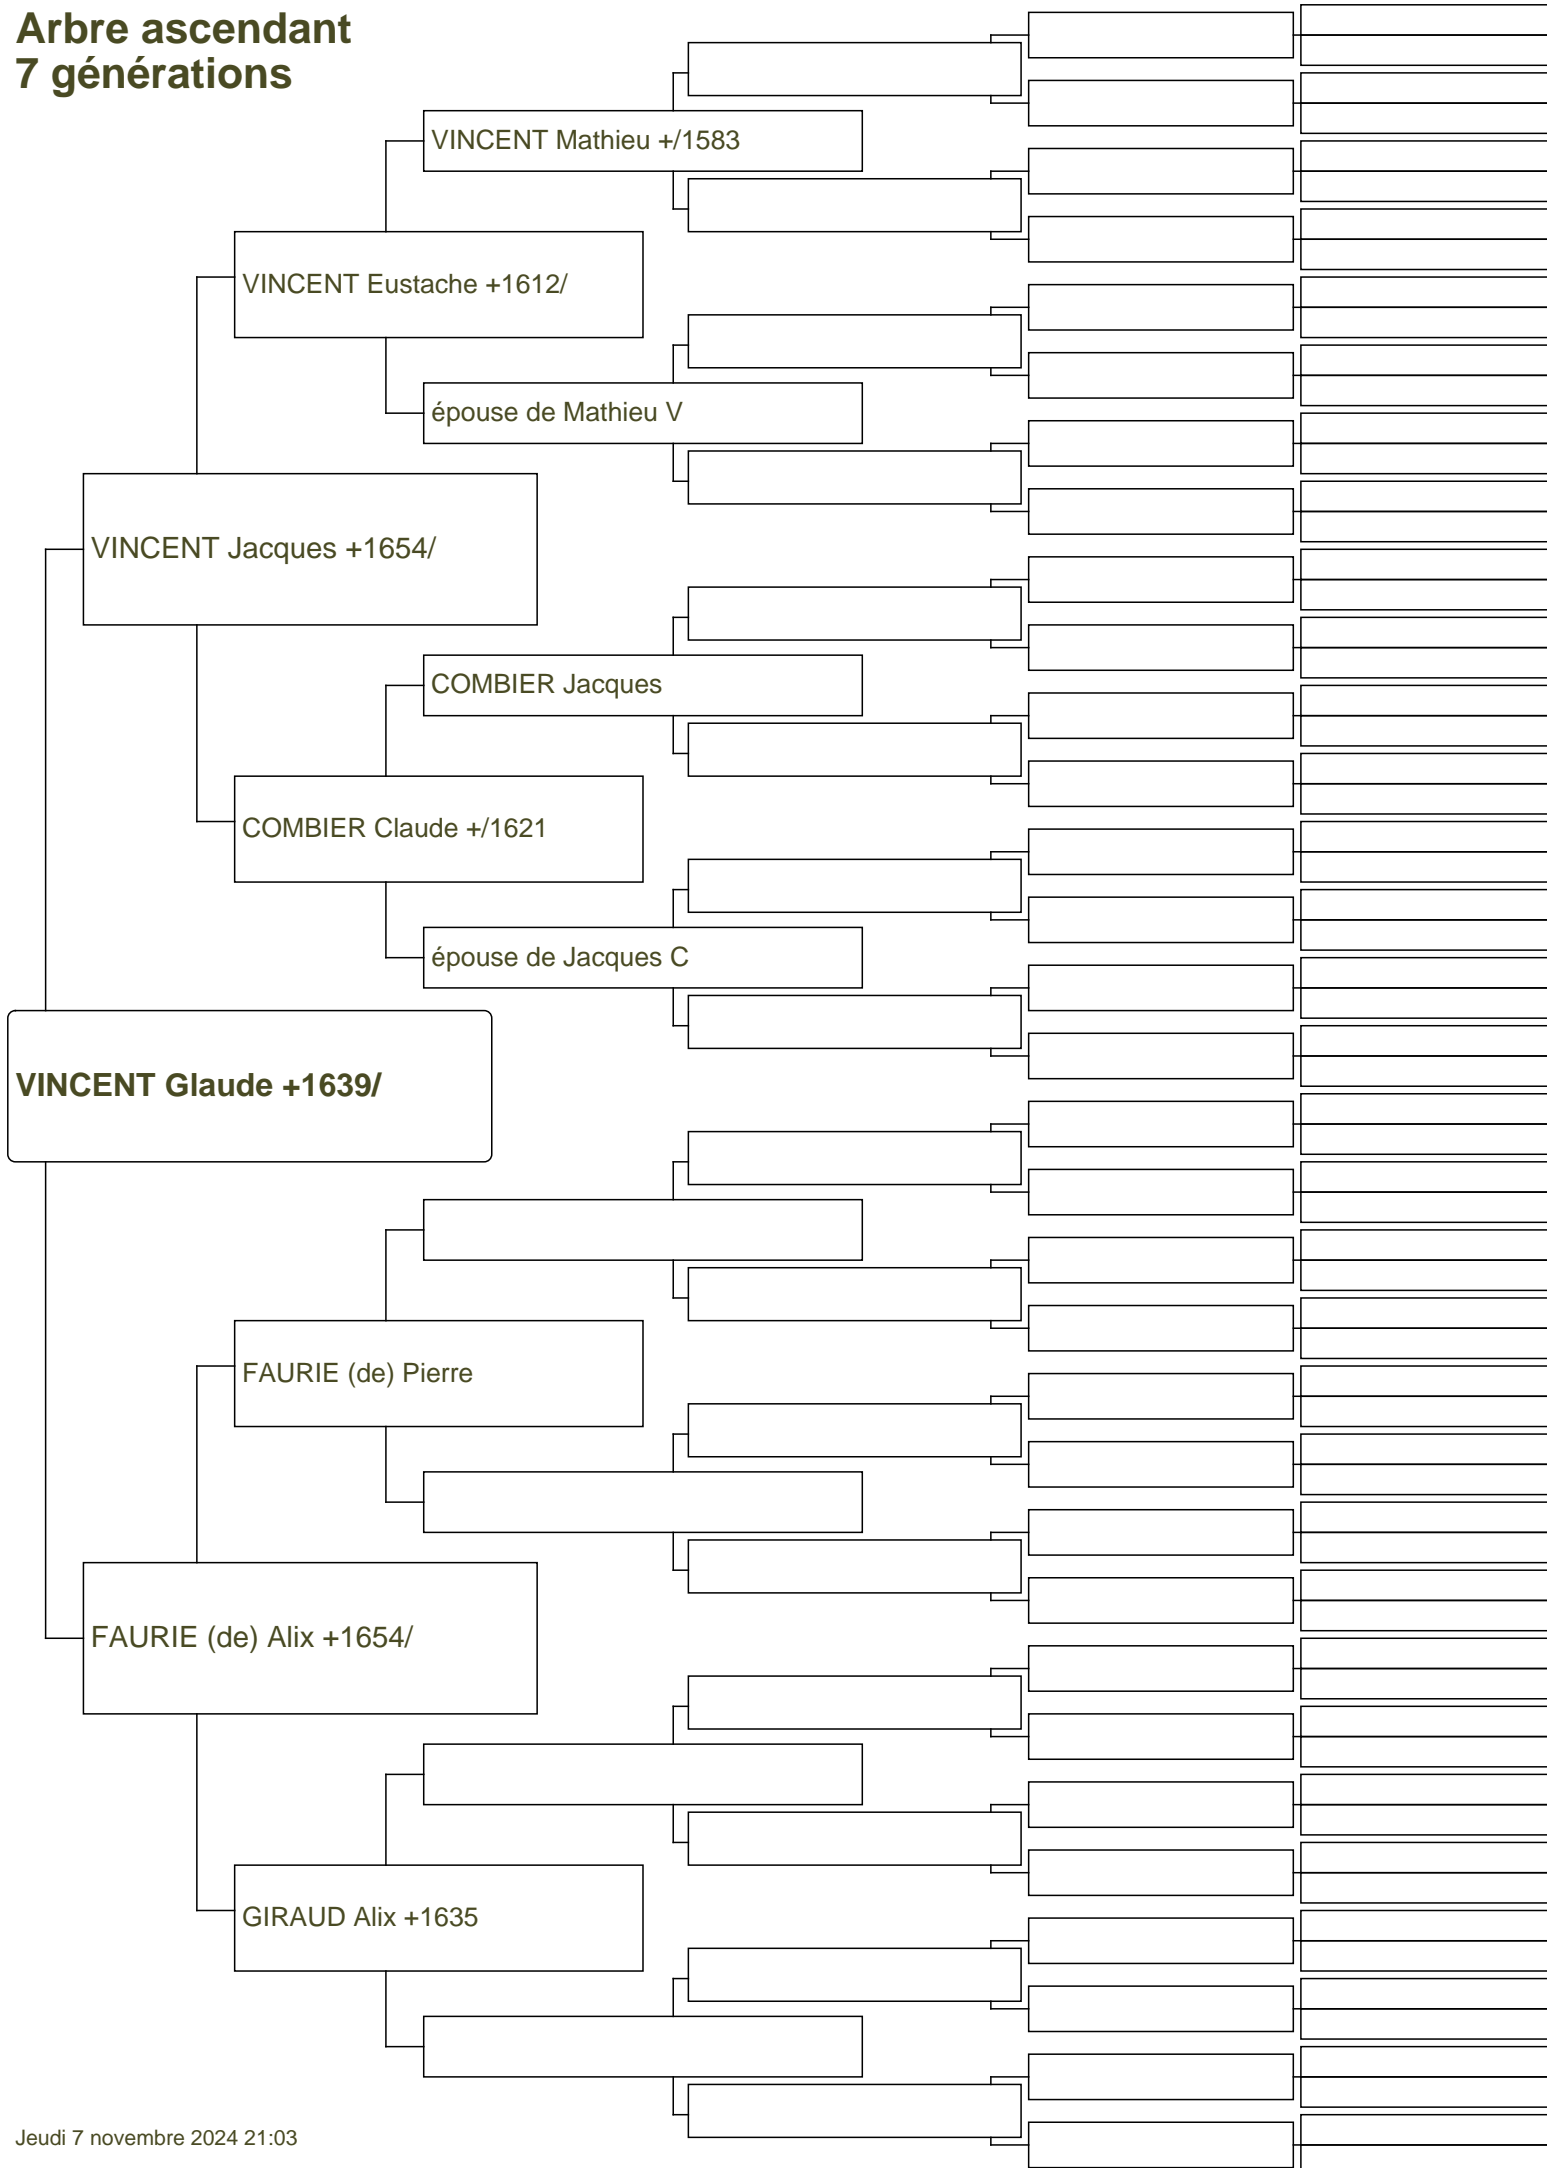 Arbre ascendant
7 générations
VINCENT Mathieu +/1583
VINCENT Eustache +1612/
épouse de Mathieu V
VINCENT Jacques +1654/
COMBIER Jacques
COMBIER Claude +/1621
épouse de Jacques C
VINCENT Glaude +1639/
FAURIE (de) Pierre
FAURIE (de) Alix +1654/
GIRAUD Alix +1635
Jeudi 7 novembre 2024 21:03